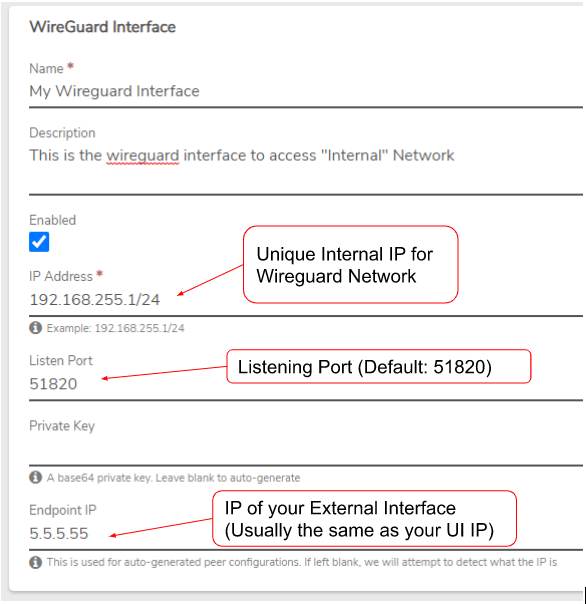 WireGuard Interface
Name *
My Wireguard Interface
Description
This is the wireguard interface to access "Internal" Network
Enabled
Unique Internal IP for
Wireguard Network
IP Address *
192.168.255.1/24
Example: 192.168.255.1/24
Listen Port
Listening Port (Default: 51820)
51820
Private Key
A base64 private key. Leave blank to auto-generate
Endpoint IP
IP of your External Interface
(Usually the same as your UI IP)
5.5.5.55
This is used for auto-generated peer configurations. If left blank, we will attempt to detect what the IP is